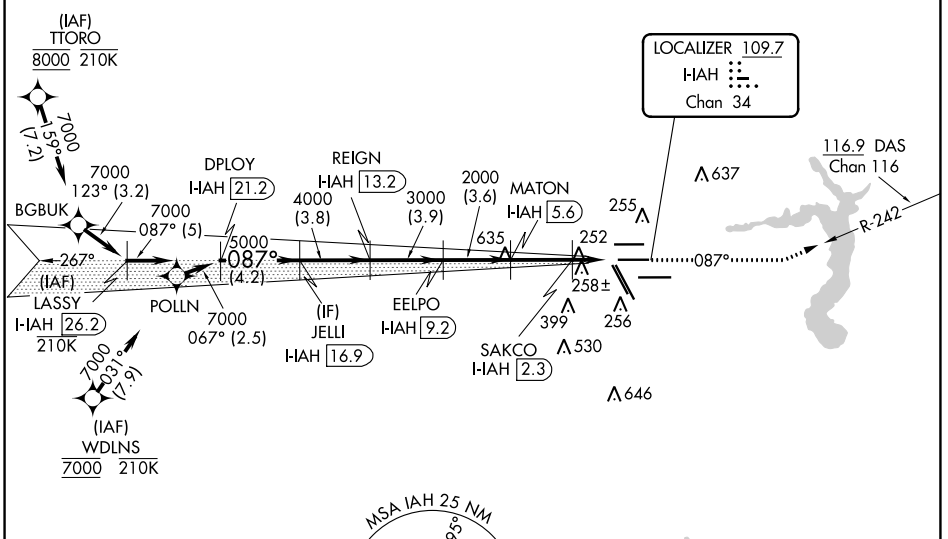 (IAF)
TTORO
8000 210K
7000
159°
(7.2)
7000
123° (3.2)
BGBUK
7000
087° (5)
DPLOY
I-IAH 21.2
REIGN
I-IAH 13.2
4000
(3.8)
3000
(3.9)
2000
(3.6)
MATON
I-IAH 5.6
LOCALIZER 109.7
I-IAH
Chan 34
637
116.9 DAS
Chan 116
R-242
255
252
635
5000
087°
(4.2)
087°
267°
(IAF)
LASSY
I-IAH 26.2
210K
POLLN
7000
067° (2.5)
(IF)
JELLI
I-IAH 16.9
EELPO
I-IAH 9.2
258±
256
399
530
SAKCO
I-IAH 2.3
646
7000
031°
(7.9)
(IAF)
WDLNS
7000 210K
MSA IAH 25 NM
95°